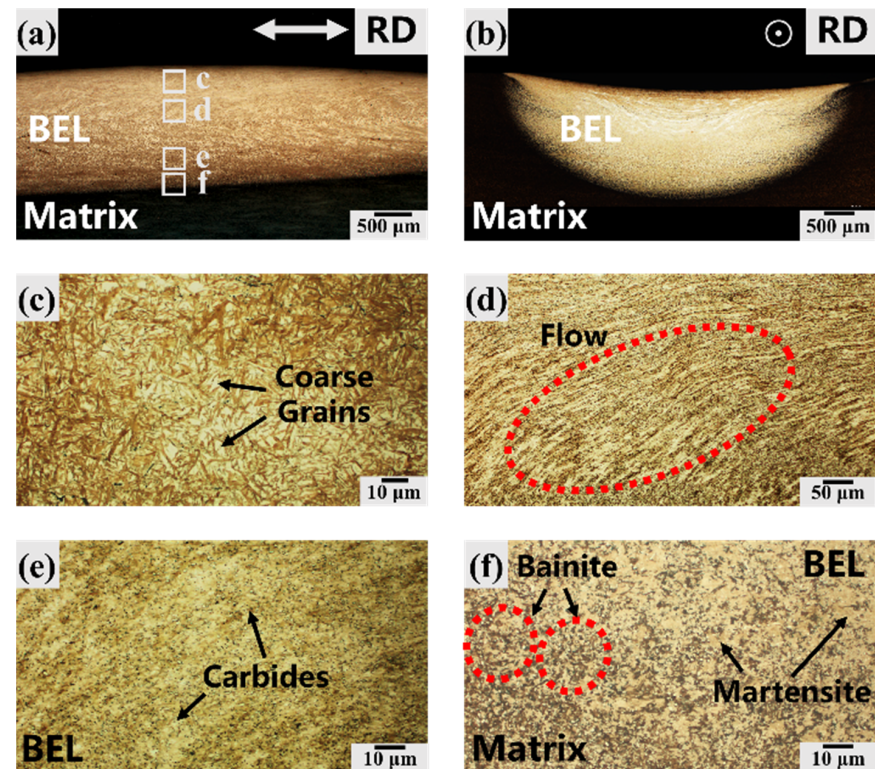 (a)
RD
c
d
BEL
e
f
Matrix
500 μm
(b)
RD
BEL
Matrix
500 μm
(c)
Coarse
Grains
10 μm
(d)
Flow
50 μm
(e)
Carbides
BEL
10 μm
(f)
Bainite
BEL
Martensite
Matrix
10 μm